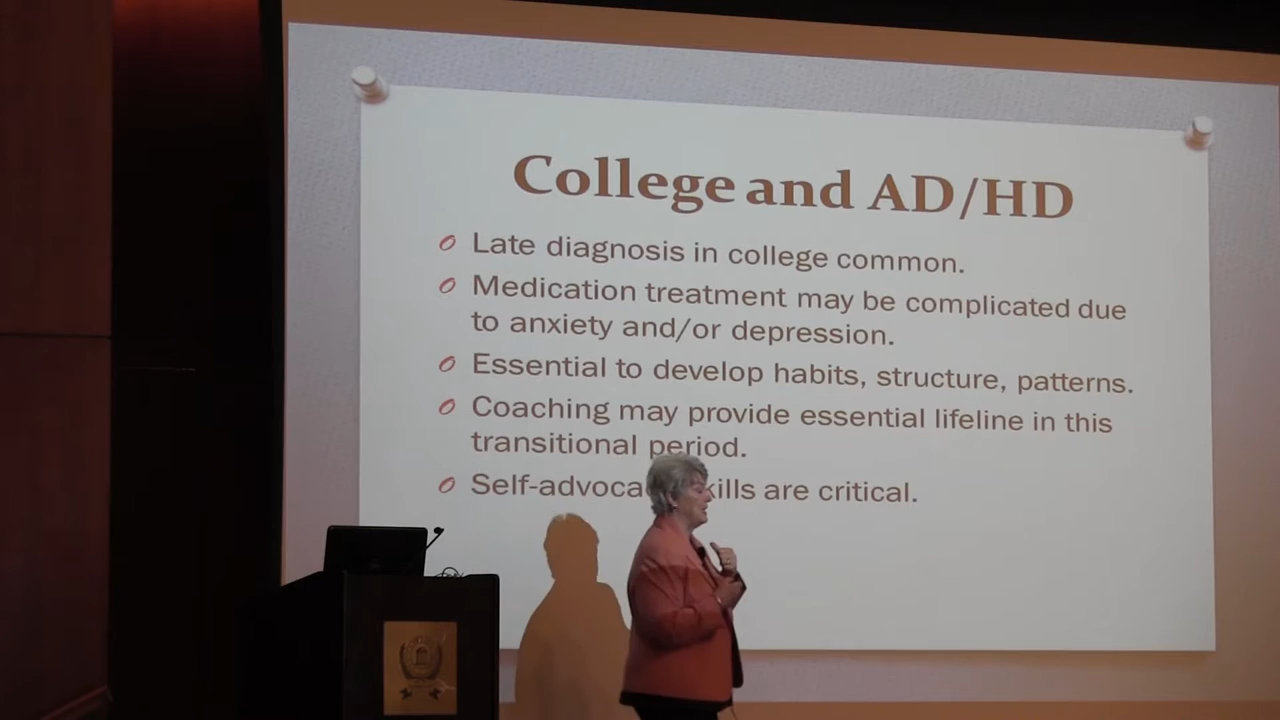 College and AD/HD
Late diagnosis in college common.
Medication treatment may be complicated due
to anxiety and/or depression.
Essential to develop habits, structure, patterns.
Coaching may provide essential lifeline in this
transitional period.
Self-advoca kills are critical.